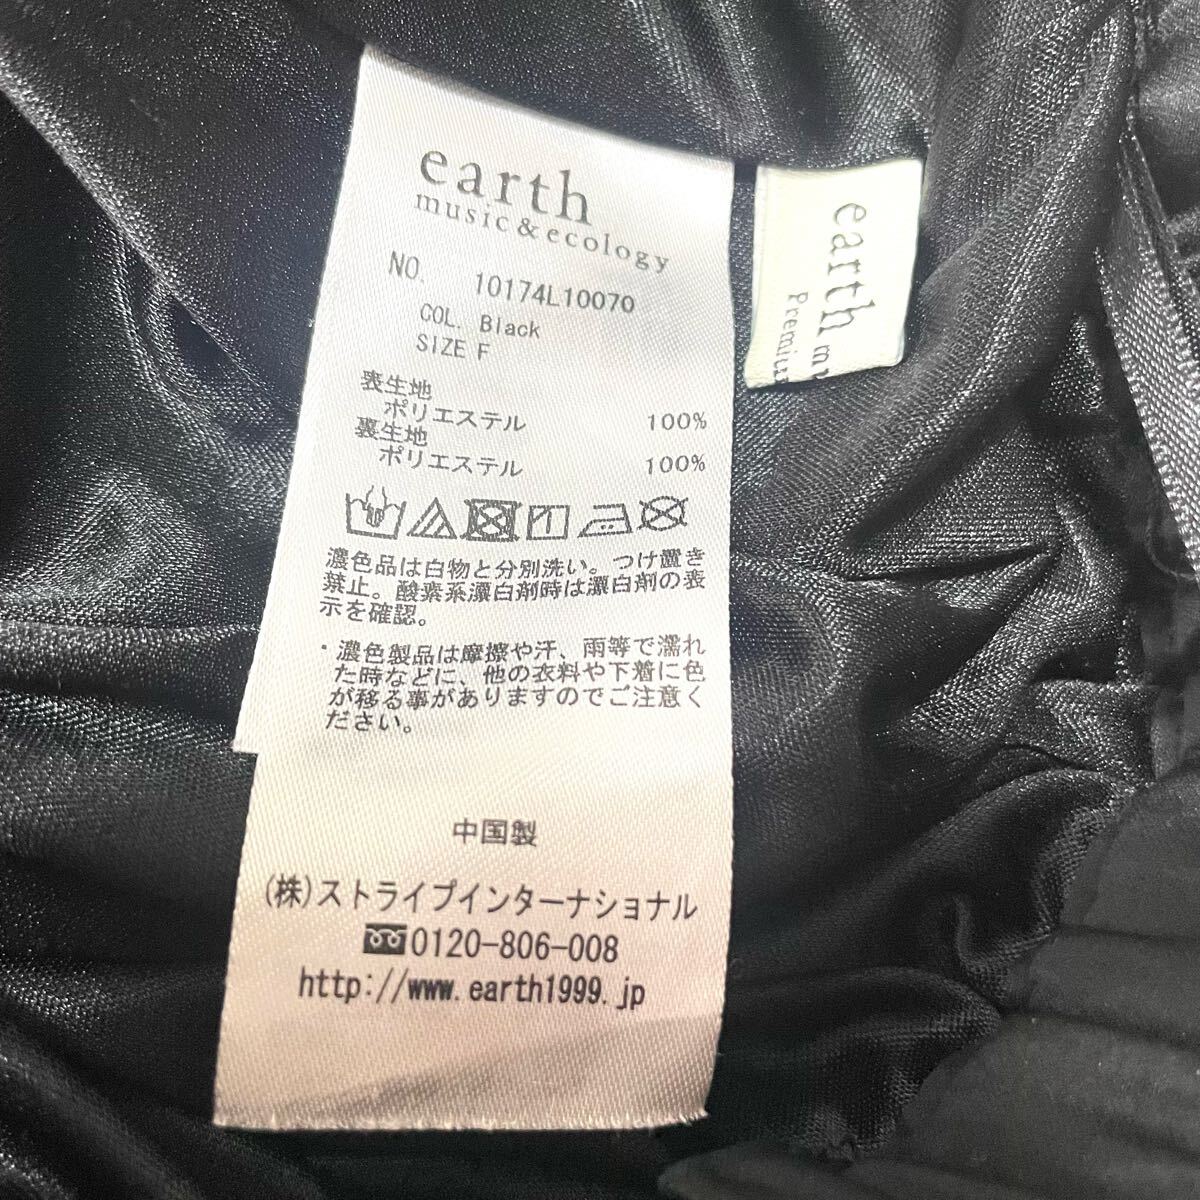 earth
music&ecology
NO. 10174L10070
COL. Black
SIZE F
表生地
ポリエステル 100%
裏生地
ポリエステル 100%
濃色品は白物と分別洗い。つけ置き
禁止。酸素系漂白剤時は漂白剤の表
示を確認。
・濃色製品は摩擦や汗、雨等で濡れ
た時などに、他の衣料や下着に色
が移る事がありますのでご注意く
ださい。
中国製
(株)ストライプインターナショナル
0120-806-008
http://www.earth1999.jp
earth